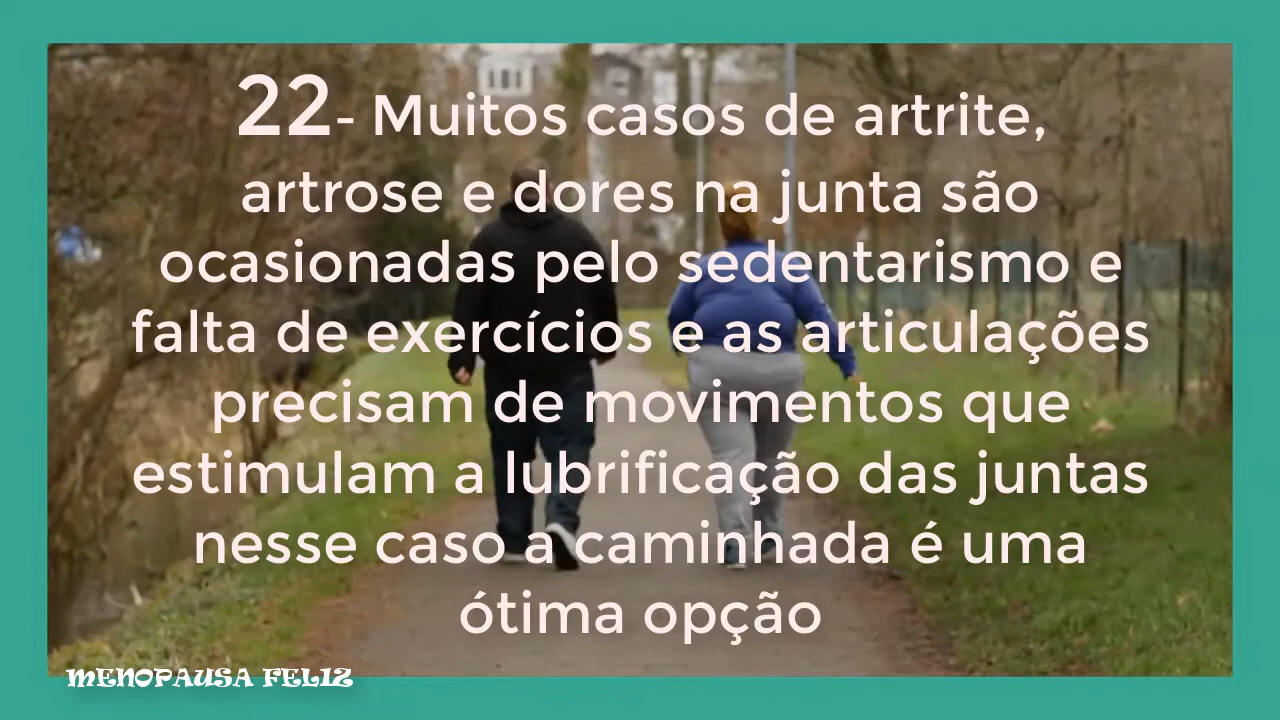 22- Muitos casos de artrite,
artrose e dores na junta são
ocasionadas pelo sedentarismo e
falta de exercícios e as articulações
precisam de movimentos que
estimulam a lubrificação das juntas
nesse caso a caminhada é uma
ótima opção
MENOPAUSA FELIZ